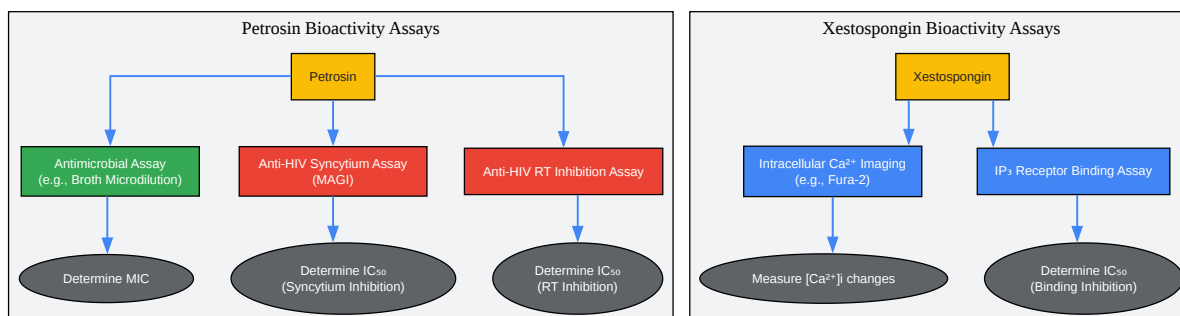 Petrosin Bioactivity Assays
Petrosin
Antimicrobial Assay
(e.g., Broth Microdilution)
Anti-HIV Syncytium Assay
(MAGI)
Anti-HIV RT Inhibition Assay
Determine MIC
Determine IC₅₀
(Syncytium Inhibition)
Determine IC₅₀
(RT Inhibition)
Xestospongin Bioactivity Assays
Xestospongin
Intracellular Ca²⁺ Imaging
(e.g., Fura-2)
IP₃ Receptor Binding Assay
Measure [Ca²⁺]i changes
Determine IC₅₀
(Binding Inhibition)